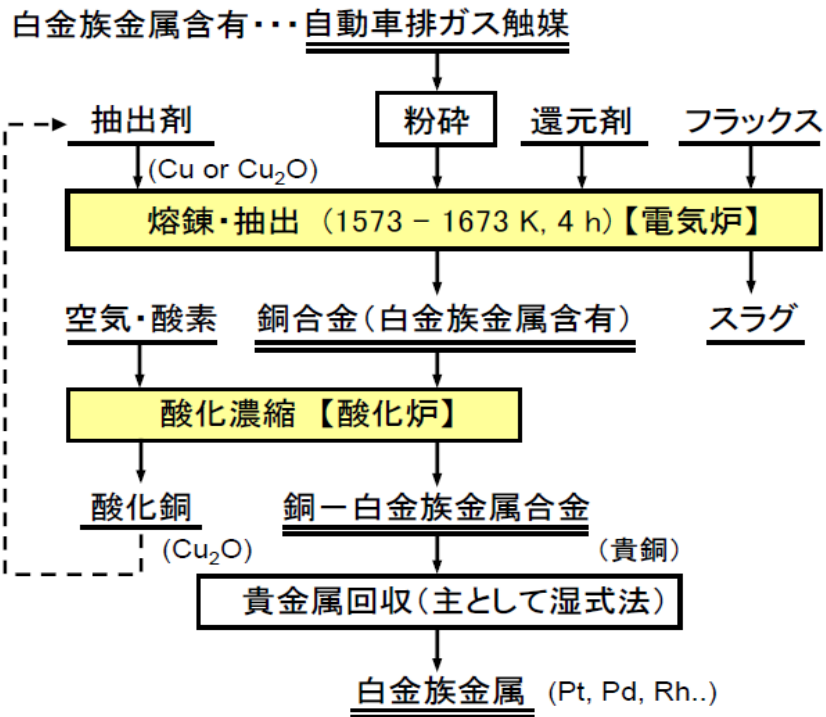 白金族金属含有・・・自動車排ガス触媒
抽出剤 粉砕 還元剤 フラックス
(Cu or Cu₂O)
熔錬・抽出 (1573 – 1673 K, 4 h)【電気炉】
空気・酸素 銅合金(白金族金属含有) スラグ
酸化濃縮 【酸化炉】
酸化銅 銅－白金族金属合金
(Cu₂O) (貴銅)
貴金属回収(主として湿式法)
白金族金属 (Pt, Pd, Rh..)